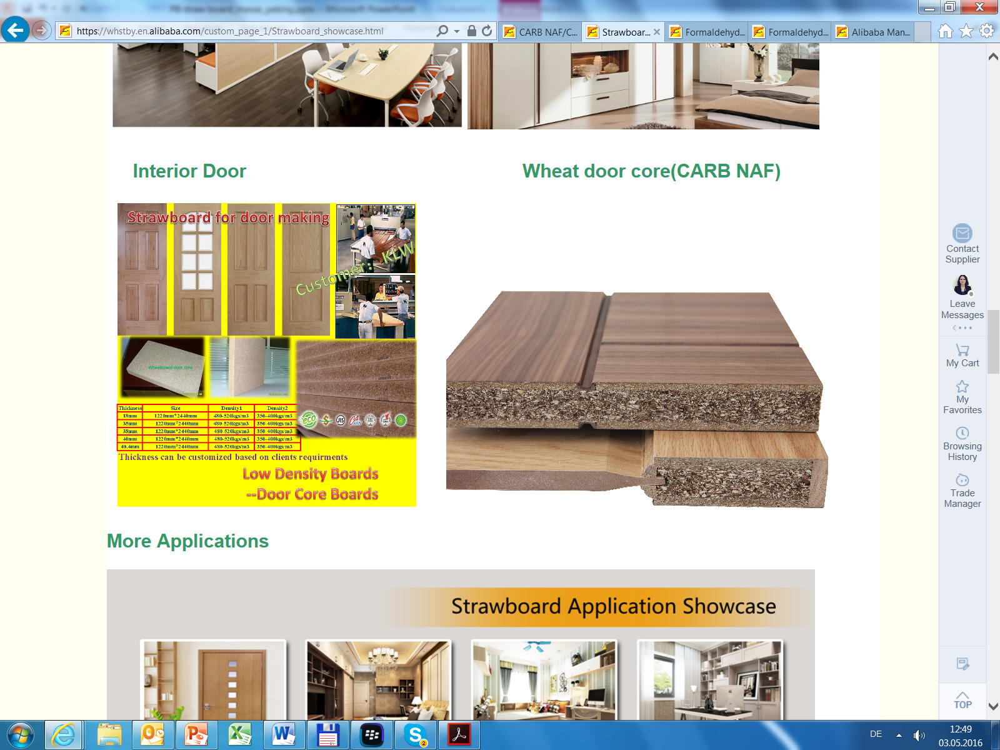 PB straw board_messe_peking.pptx - Microsoft PowerPoint
https://whstby.en.alibaba.com/custom_page_1/Strawboard_showcase.html
CARB NAF/C...
Strawboar...
Formaldehyd...
Formaldehyd...
Alibaba Man...
Interior Door
Wheat door core(CARB NAF)
Strawboard for door making
Customer: KLW
Wheatboard door core
Thickness Size Density1 Density2
18mm 1220mm*2440mm 480-520kgs/m3 350-400kgs/m3
35mm 1220mm*2440mm 480-520kgs/m3 350-400kgs/m3
38mm 1220mm*2440mm 480-520kgs/m3 350-400kgs/m3
40mm 1220mm*2440mm 480-520kgs/m3 350-400kgs/m3
40.4mm 1220mm*2440mm 480-520kgs/m3 350-400kgs/m3
eco
JIS
Thickness can be customized based on clients requirments
Low Density Boards
--Door Core Boards
More Applications
Strawboard Application Showcase
Contact
Supplier
Leave
Messages
My Cart
My
Favorites
Browsing
History
Trade
Manager
TOP
DE
12:49
03.05.2016